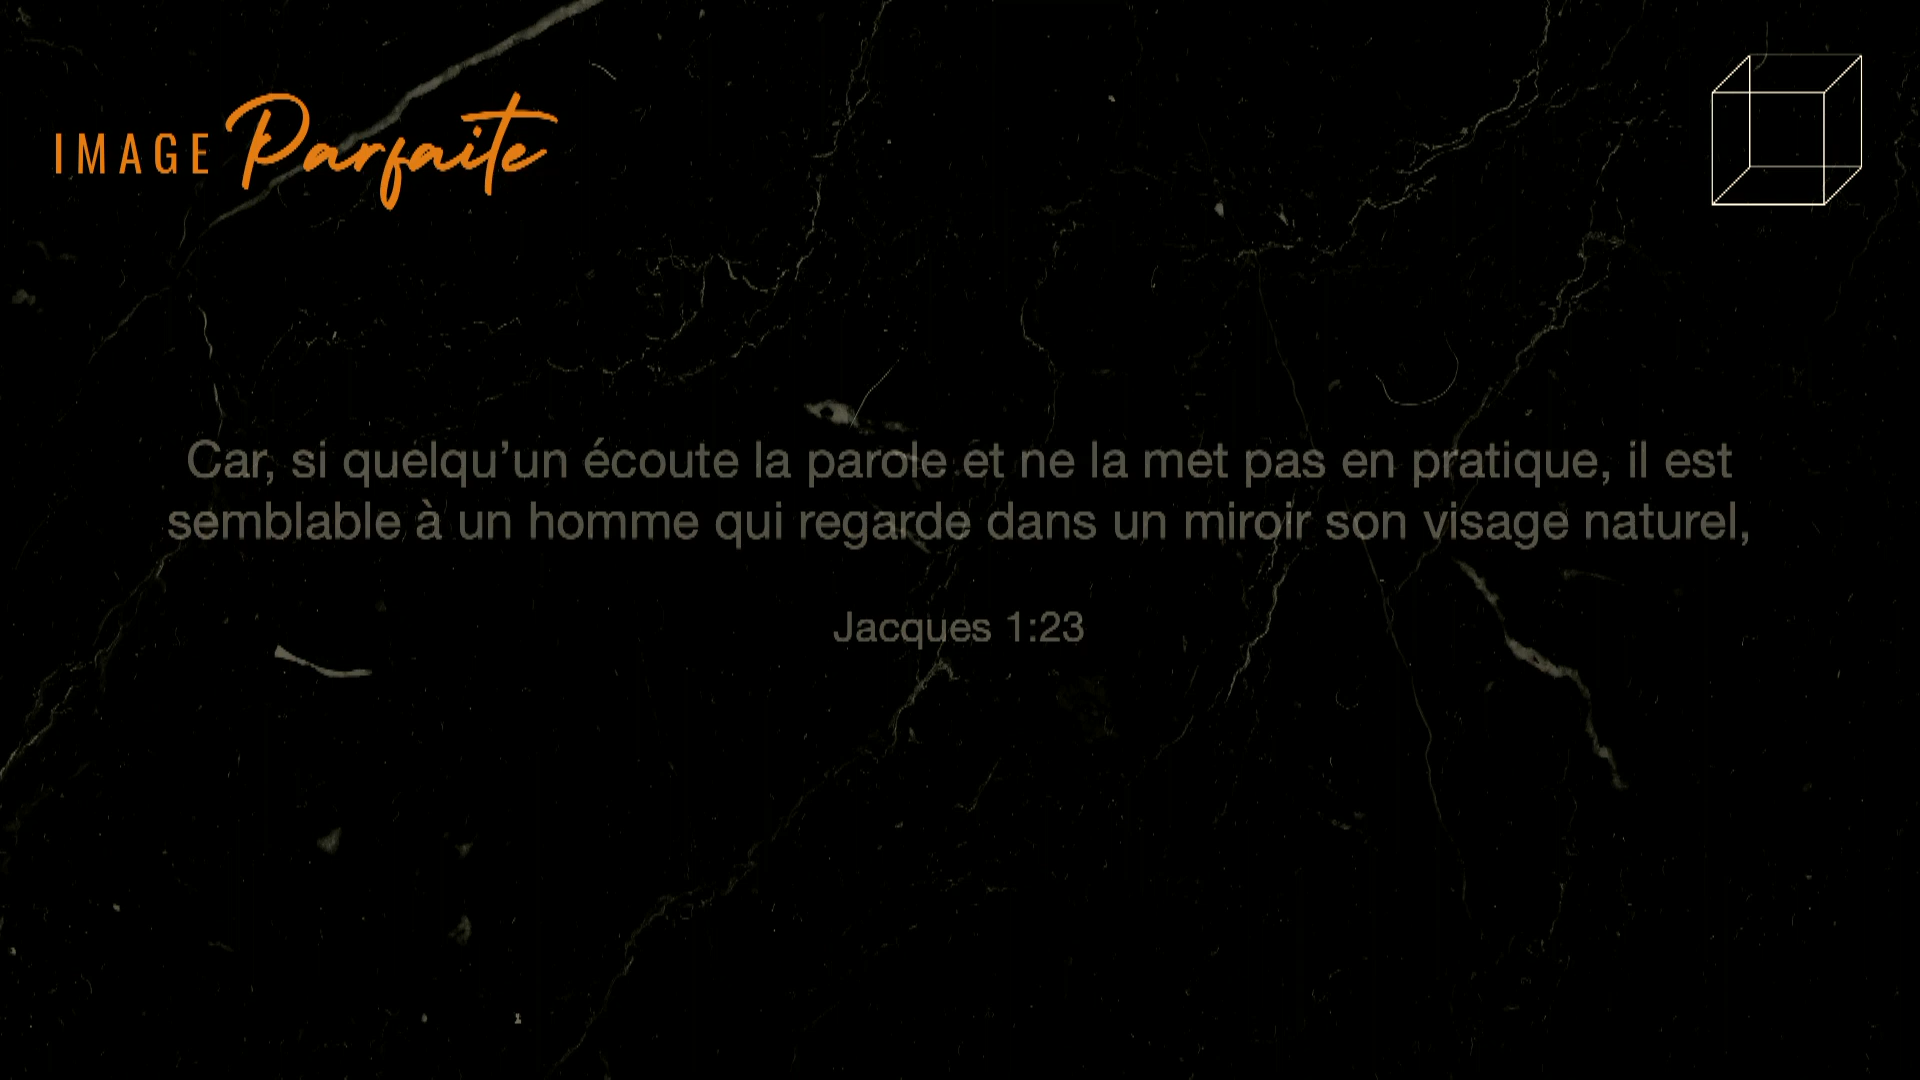 IMAGE Parfaite
Car, si quelqu’un écoute la parole et ne la met pas en pratique, il est
semblable à un homme qui regarde dans un miroir son visage naturel,
Jacques 1:23